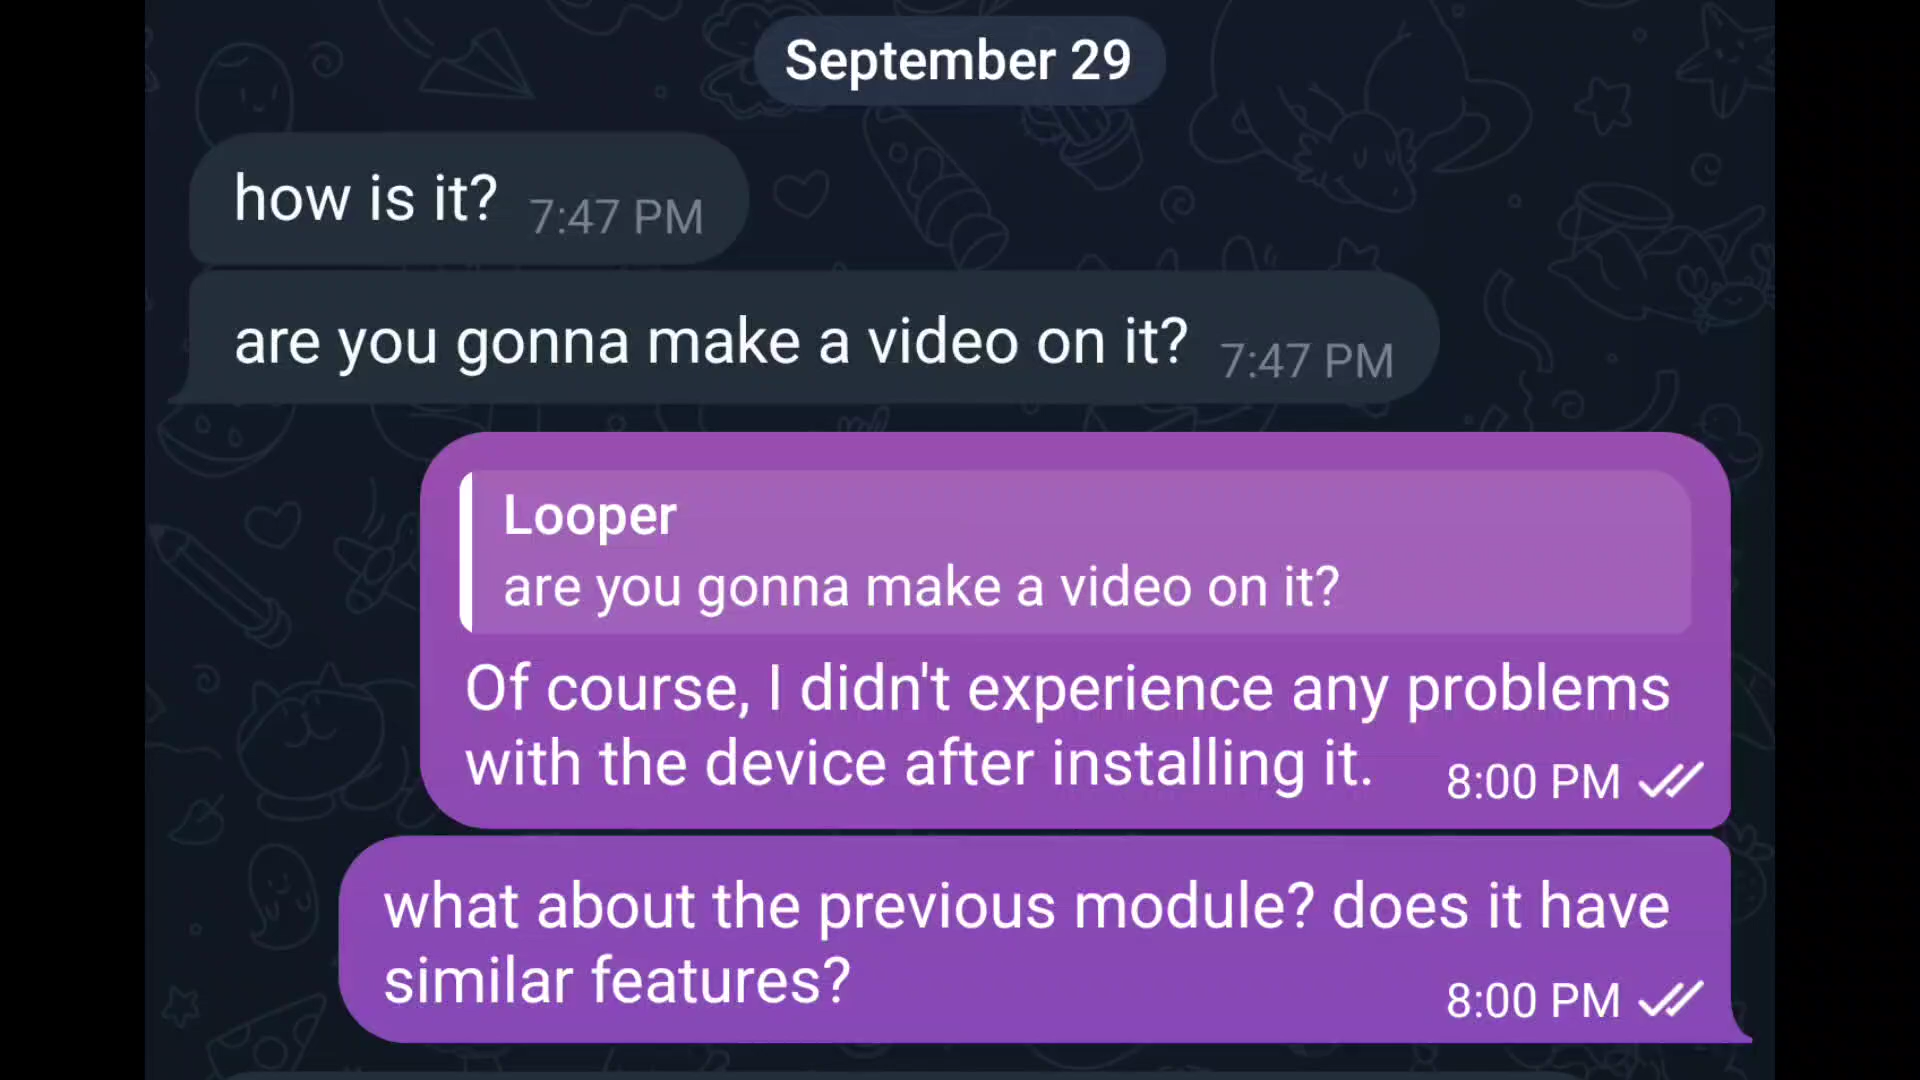 September 29
how is it? 7:47 PM
are you gonna make a video on it? 7:47 PM
Looper
are you gonna make a video on it?
Of course, I didn't experience any problems
with the device after installing it. 8:00 PM
what about the previous module? does it have
similar features? 8:00 PM